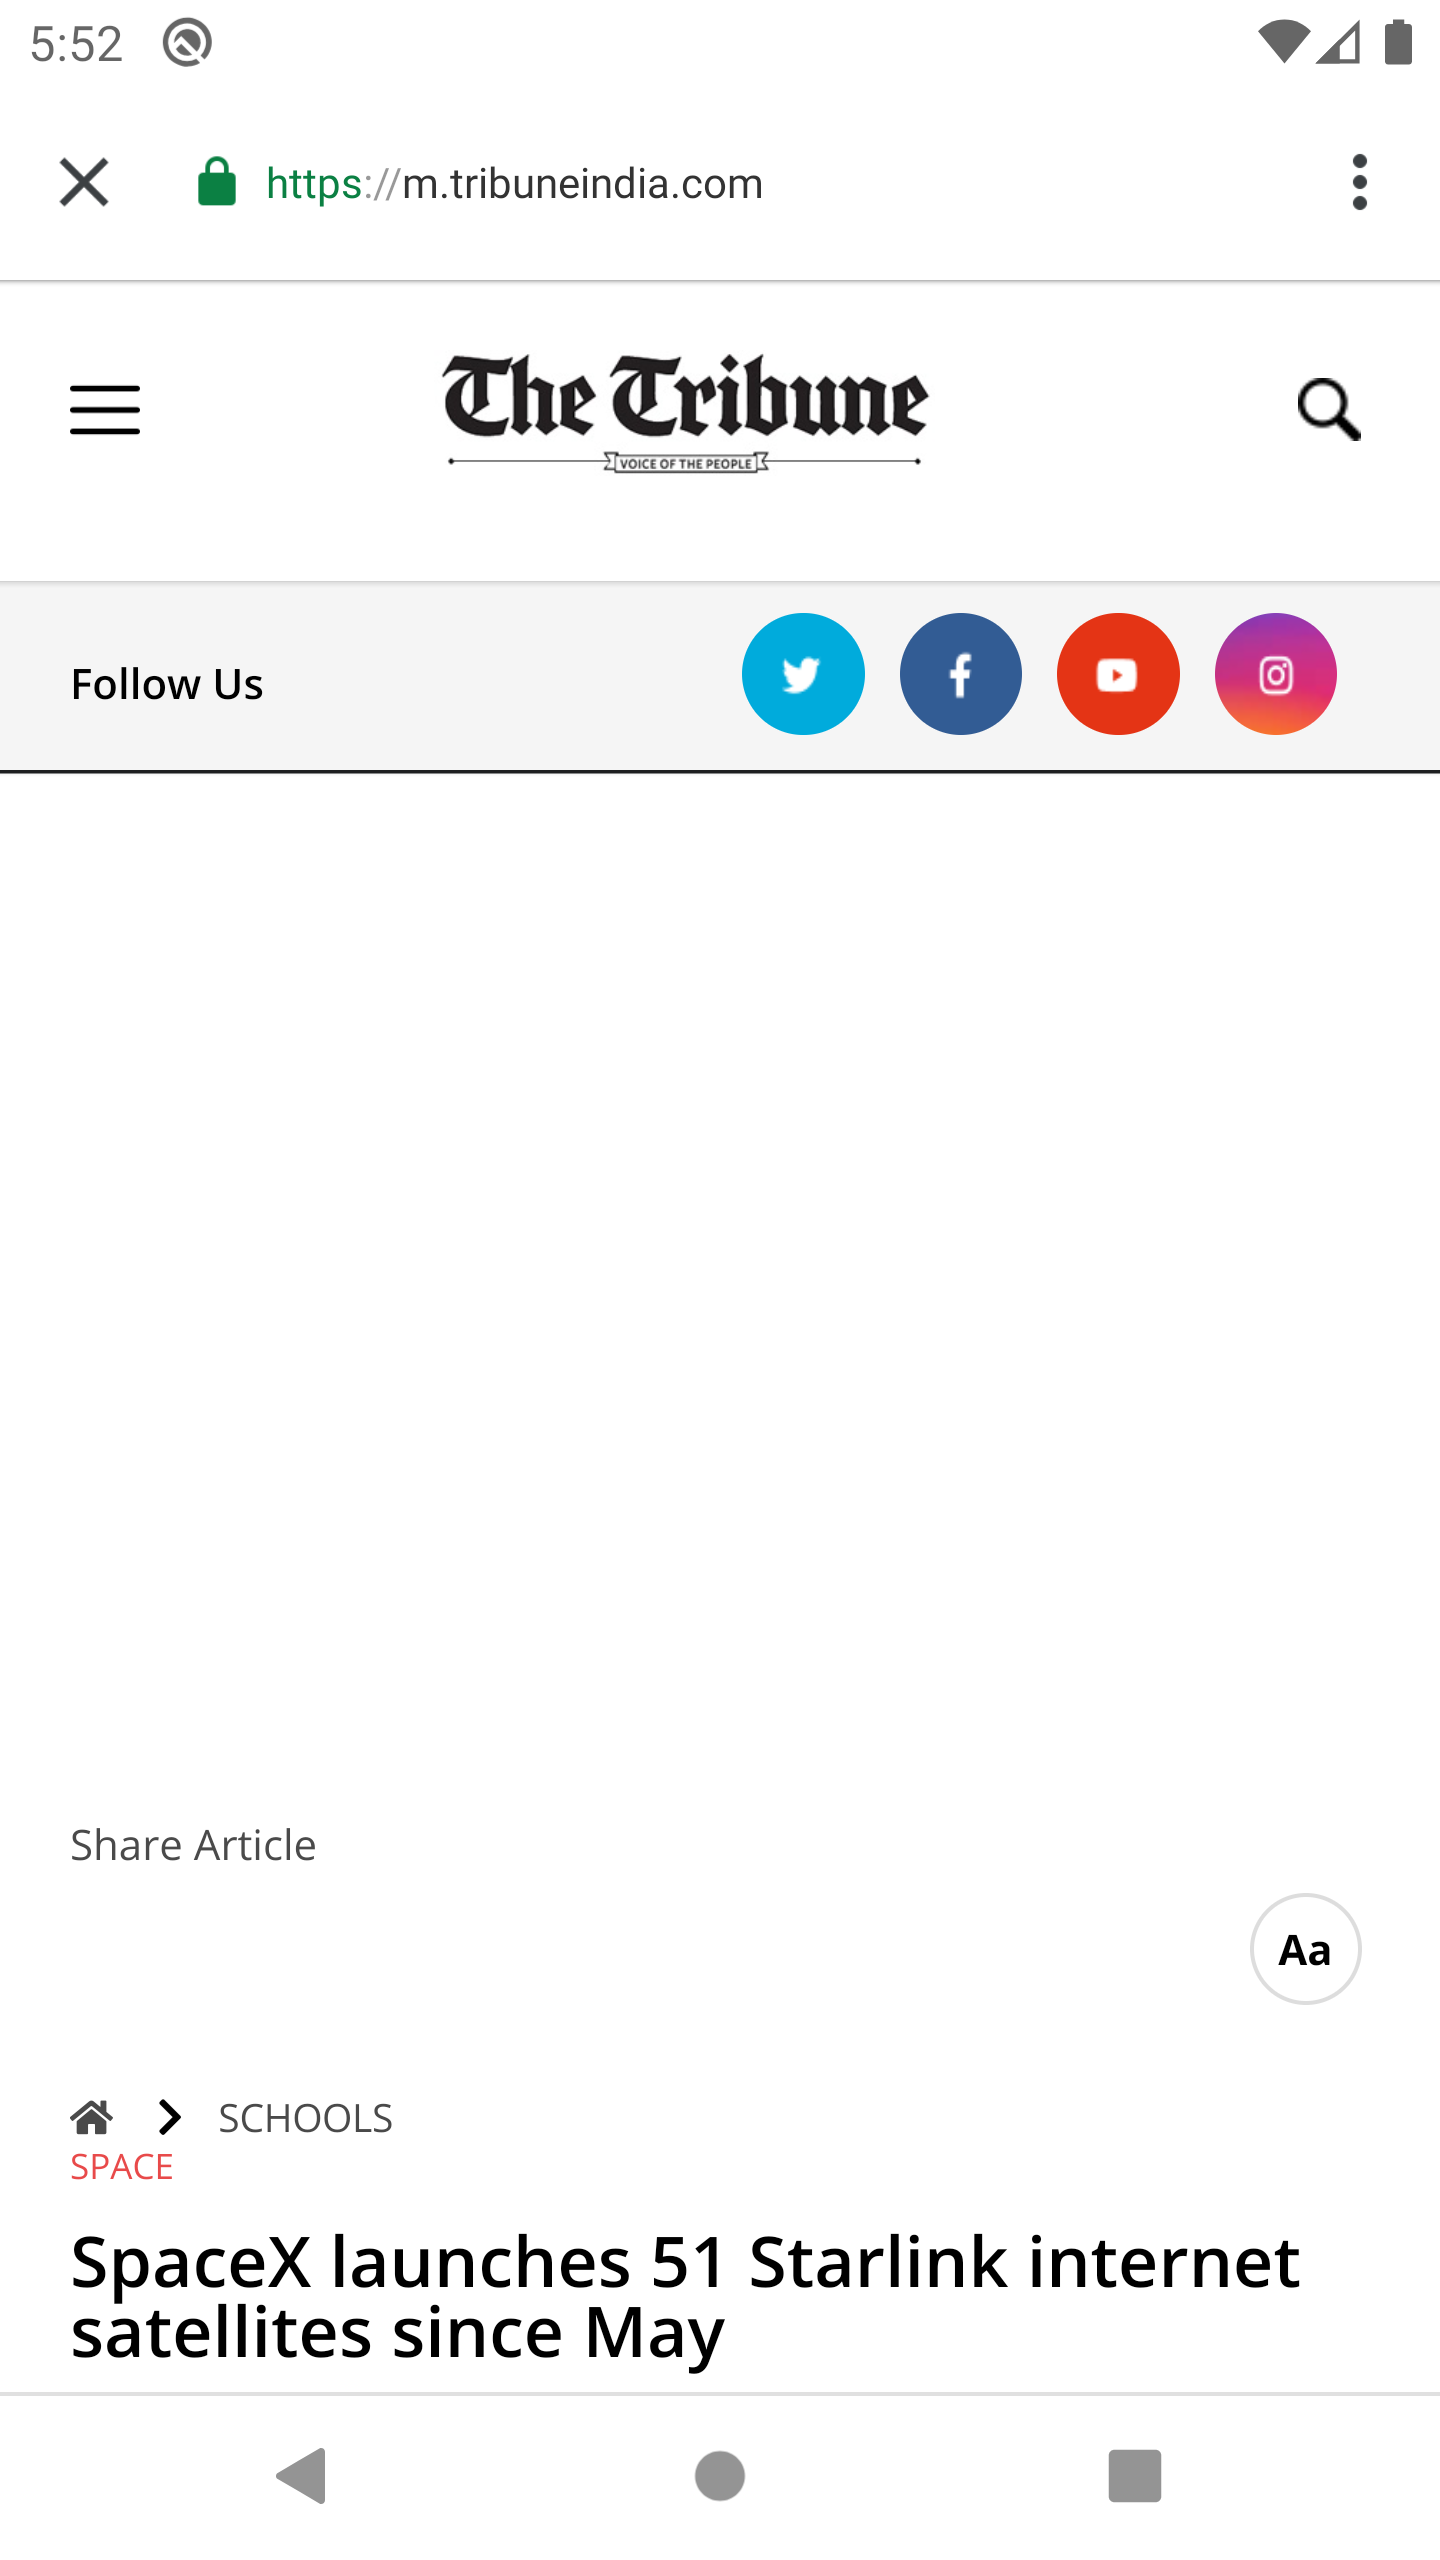 5:52
https://m.tribuneindia.com
The Tribune
VOICE OF THE PEOPLE
Follow Us
Share Article
Aa
SCHOOLS
SPACE
SpaceX launches 51 Starlink internet
satellites since May